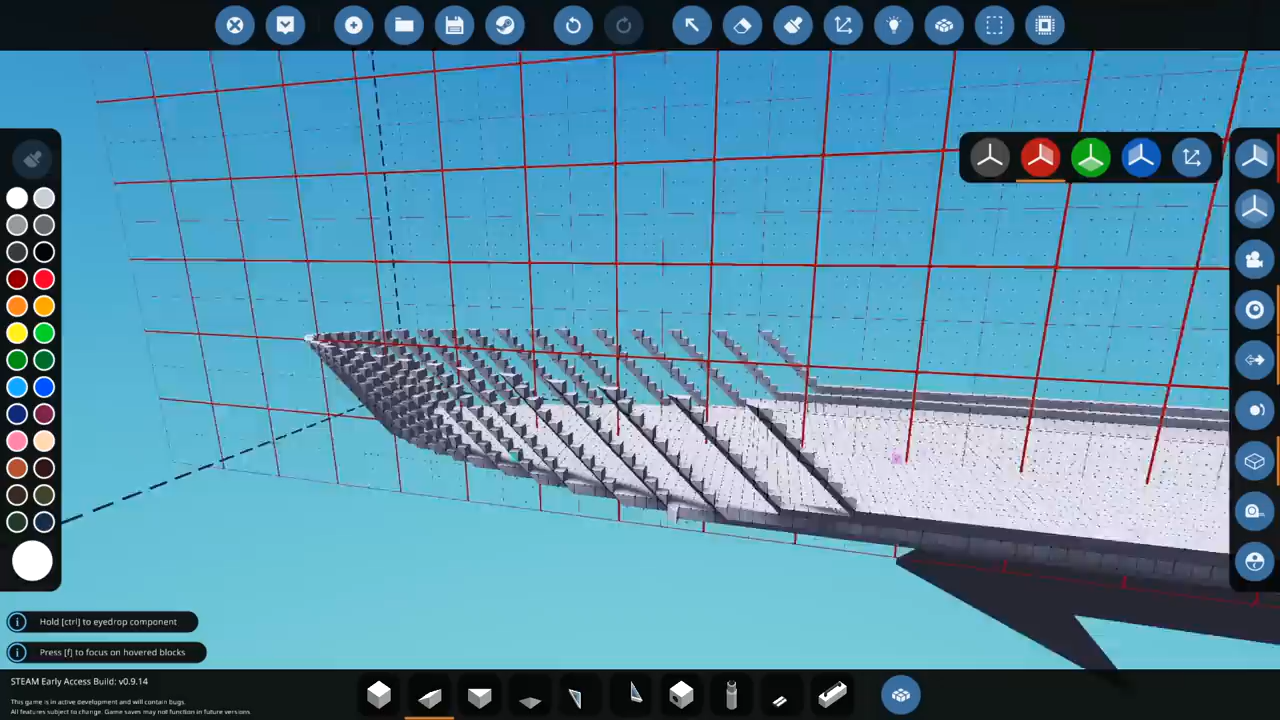 Hold [ctrl] to eyedrop component
Press [f] to focus on hovered blocks
STEAM Early Access Build: v0.9.14
This game is in active development and will contain bugs.
All features subject to change. Game saves may not function in future versions.